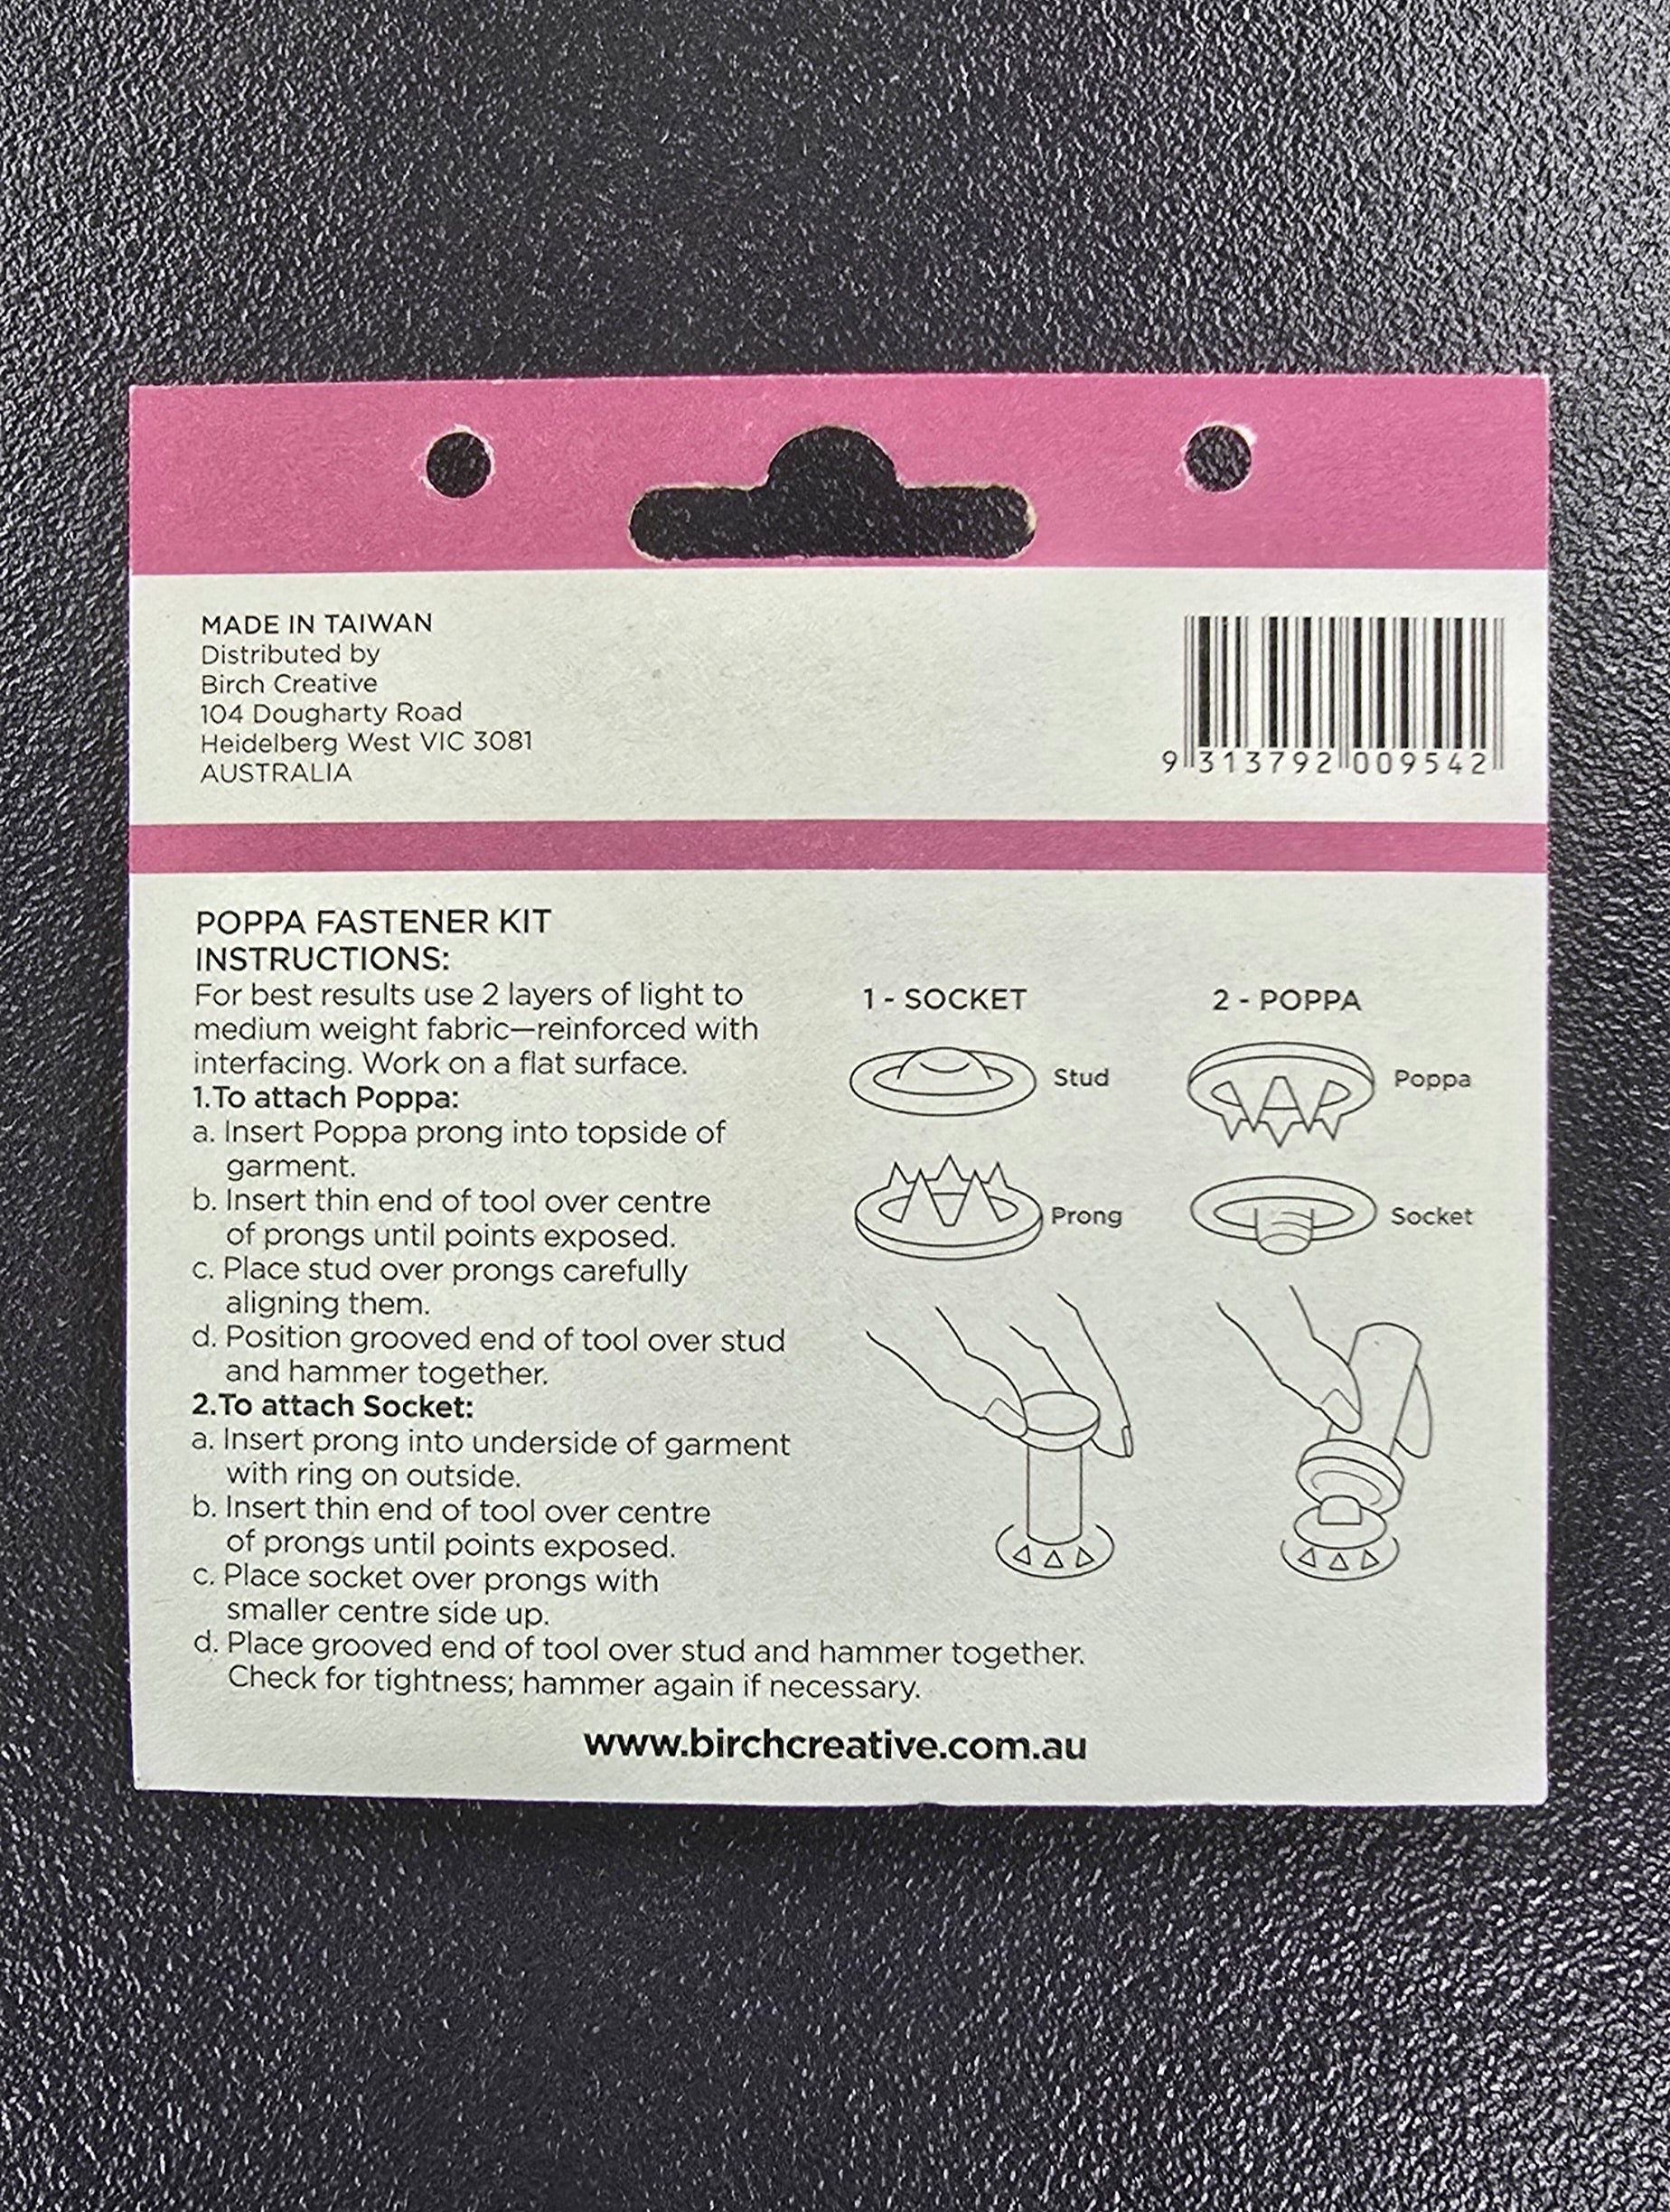 MADE IN TAIWAN
Distributed by
Birch Creative
104 Dougharty Road
Heidelberg West VIC 3081
AUSTRALIA
9 313792 009542
POPPA FASTENER KIT
INSTRUCTIONS:
For best results use 2 layers of light to
medium weight fabric—reinforced with
interfacing. Work on a flat surface.
1.To attach Poppa:
a. Insert Poppa prong into topside of
garment.
b. Insert thin end of tool over centre
of prongs until points exposed.
c. Place stud over prongs carefully
aligning them.
d. Position grooved end of tool over stud
and hammer together.
2.To attach Socket:
a. Insert prong into underside of garment
with ring on outside.
b. Insert thin end of tool over centre
of prongs until points exposed.
c. Place socket over prongs with
smaller centre side up.
d. Place grooved end of tool over stud and hammer together.
Check for tightness; hammer again if necessary.
1 - SOCKET
Stud
Prong
2 - POPPA
Poppa
Socket
www.birchcreative.com.au